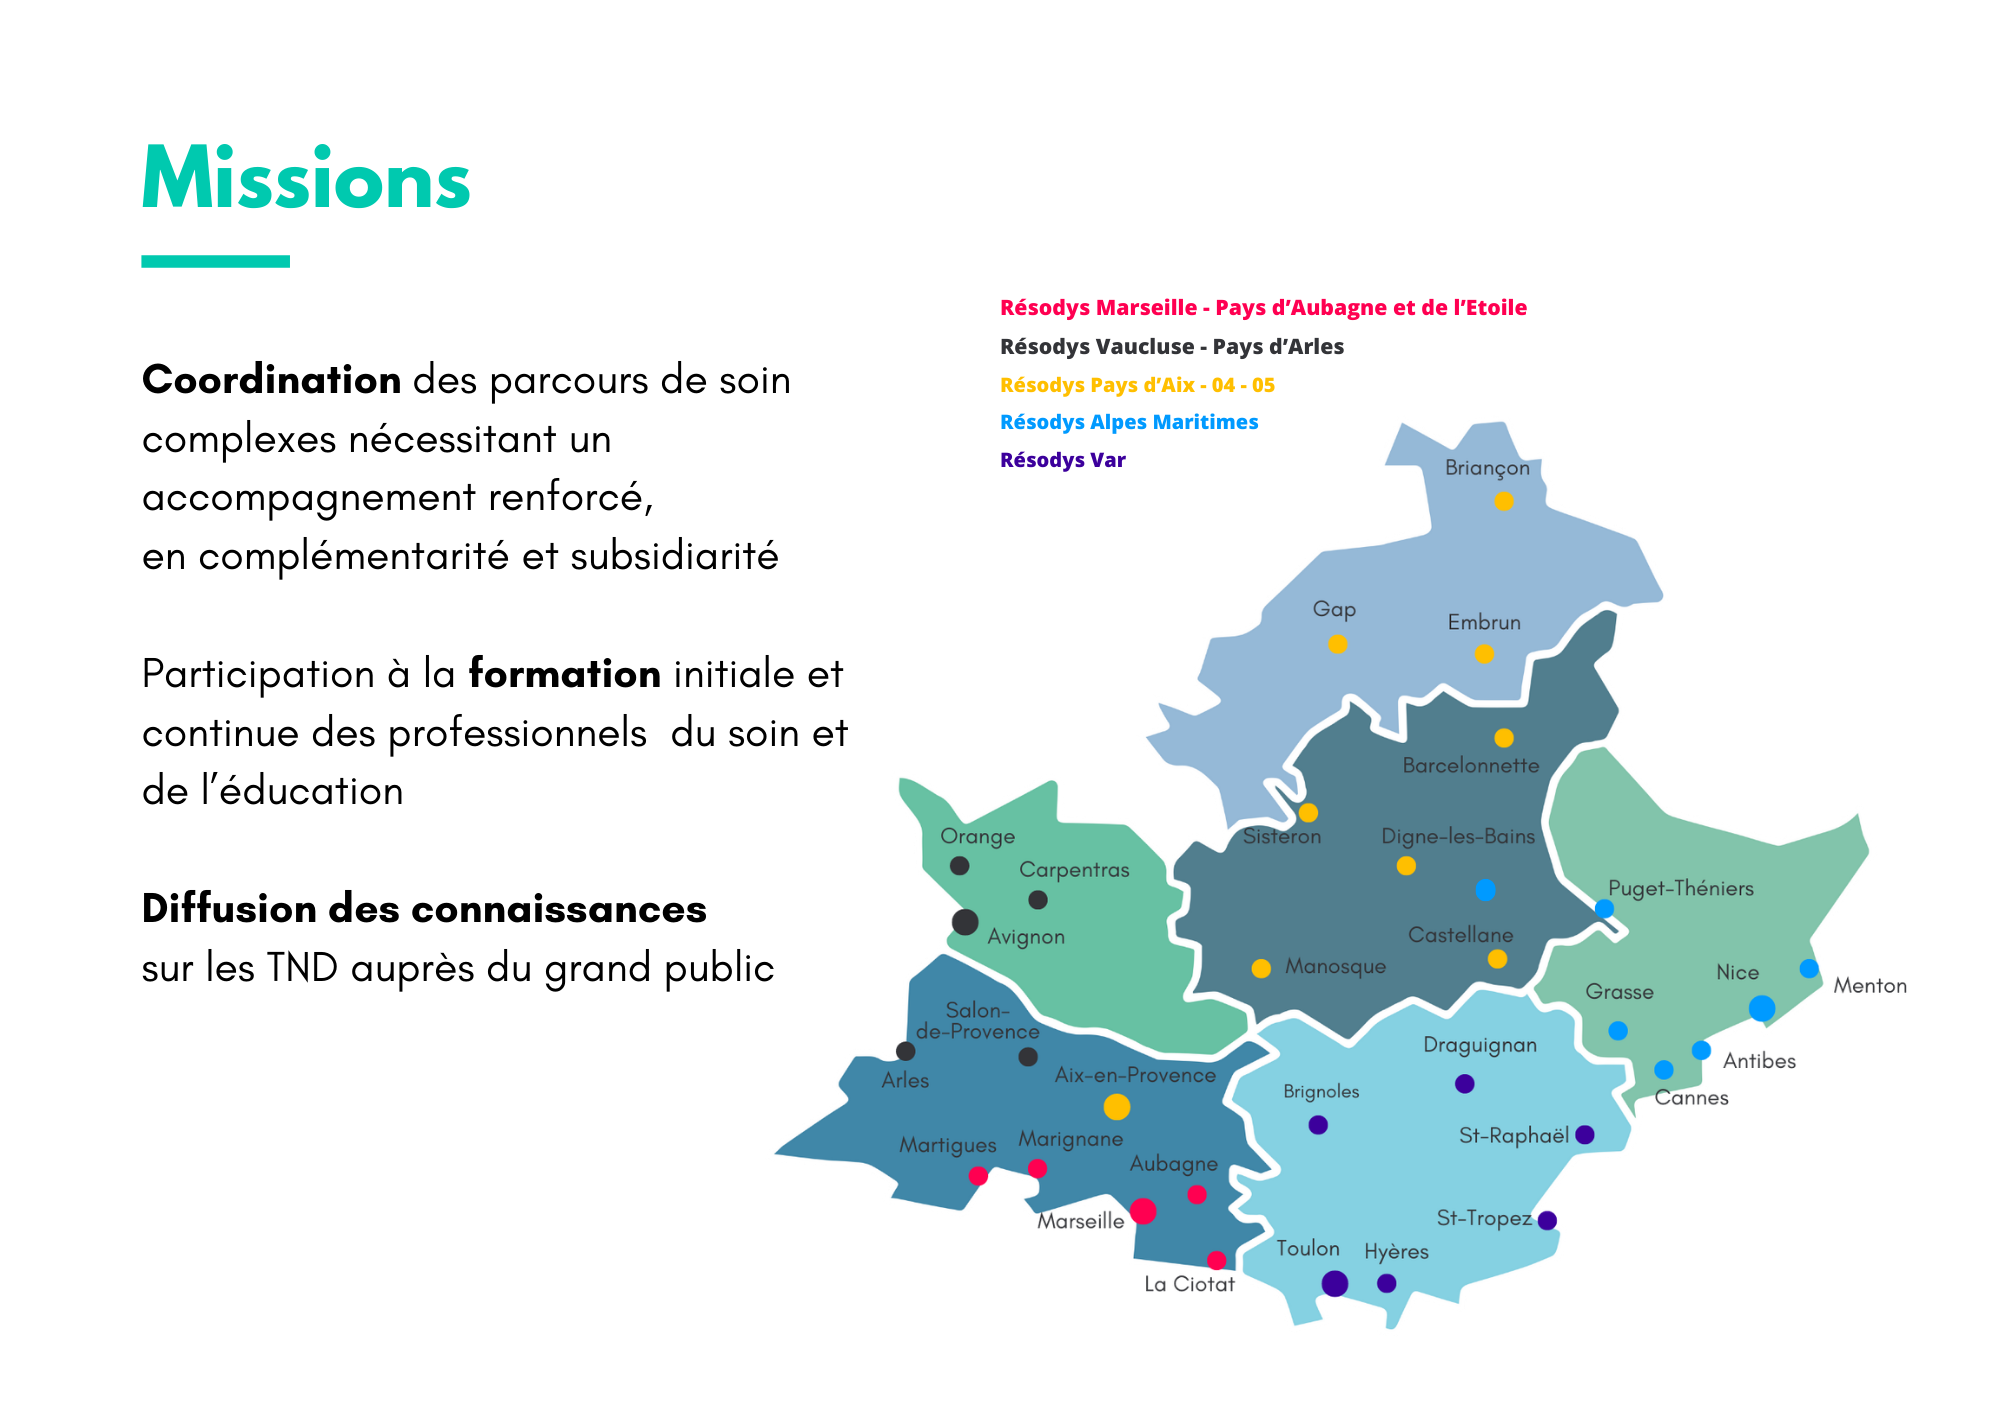 Missions
Coordination des parcours de soin
complexes nécessitant un
accompagnement renforcé,
en complémentarité et subsidiarité
Participation à la formation initiale et
continue des professionnels  du soin et
de l’éducation
Diffusion des connaissances
sur les TND auprès du grand public
Résodys Marseille - Pays d’Aubagne et de l’Etoile
Résodys Vaucluse - Pays d’Arles
Résodys Pays d’Aix - 04 - 05
Résodys Alpes Maritimes
Résodys Var
Briançon
Gap
Embrun
Barcelonnette
Sisteron
Digne-les-Bains
Orange
Carpentras
Avignon
Puget-Théniers
Castellane
Manosque
Nice
Menton
Grasse
Salon-
de-Provence
Arles
Aix-en-Provence
Draguignan
Antibes
Cannes
Brignoles
Martigues
Marignane
St-Raphaël
Aubagne
Marseille
St-Tropez
Toulon
Hyères
La Ciotat